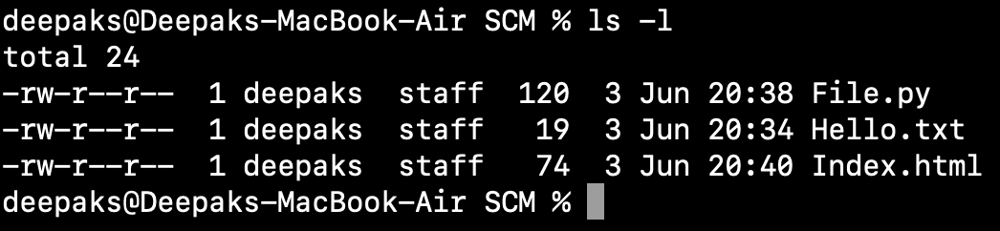 deepaks@Deepaks-MacBook-Air SCM % ls -l
total 24
-rw-r--r--  1 deepaks  staff  120  3 Jun 20:38 File.py
-rw-r--r--  1 deepaks  staff   19  3 Jun 20:34 Hello.txt
-rw-r--r--  1 deepaks  staff   74  3 Jun 20:40 Index.html
deepaks@Deepaks-MacBook-Air SCM %